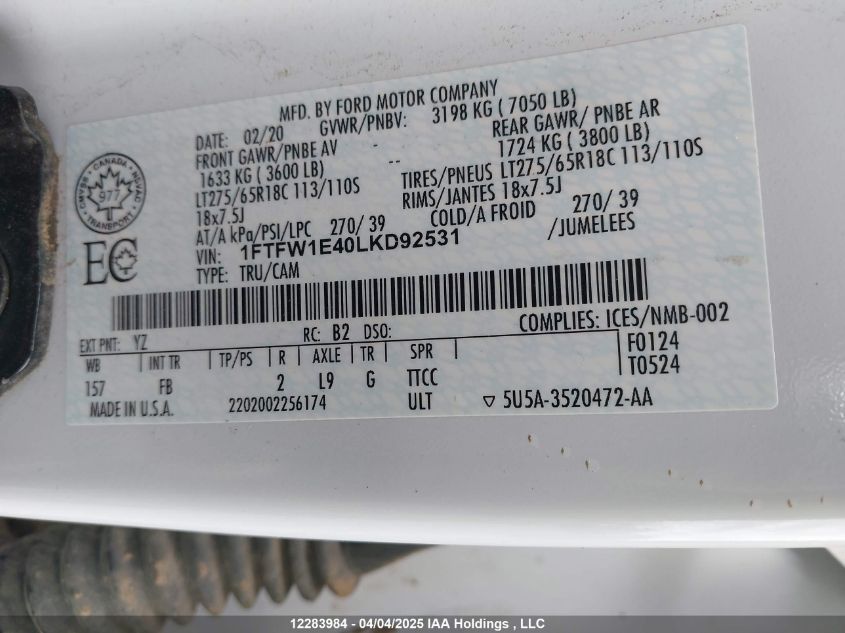 MFD. BY FORD MOTOR COMPANY
DATE: 02/20 GVWR/PNBV: 3198 KG ( 7050 LB)
FRONT GAWR/PNBE AV - REAR GAWR/ PNBE AR
1633 KG ( 3600 LB) -- 1724 KG ( 3800 LB)
LT275/65R18C 113/110S TIRES/PNEUS LT275/65R18C 113/110S
18x7.5J RIMS/JANTES 18x7.5J
AT/A kPa/PSI/LPC 270/ 39 COLD/A FROID 270/ 39
VIN: 1FTFW1E40LKD92531 /JUMELEES
TYPE: TRU/CAM
CANADA
CMVSS NSVAC
977
TRANSPORT
EC
EXT PNT: YZ RC: B2 DSO: COMPLIES: ICES/NMB-002
WB INT TR TP/PS R AXLE TR SPR F0124
157 FB 2 L9 G TTCC T0524
MADE IN U.S.A. 2202002256174 ULT ▽ 5U5A-3520472-AA
12283984 - 04/04/2025 IAA Holdings , LLC